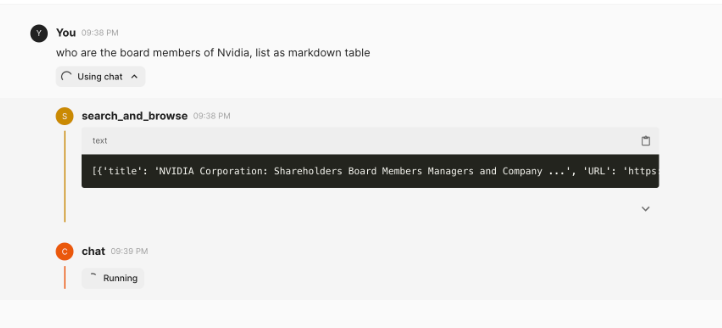 Y You 09:38 PM
who are the board members of Nvidia, list as markdown table
Using chat
S search_and_browse 09:38 PM
text
[{'title': 'NVIDIA Corporation: Shareholders Board Members Managers and Company ...', 'URL': 'https:
C chat 09:39 PM
Running